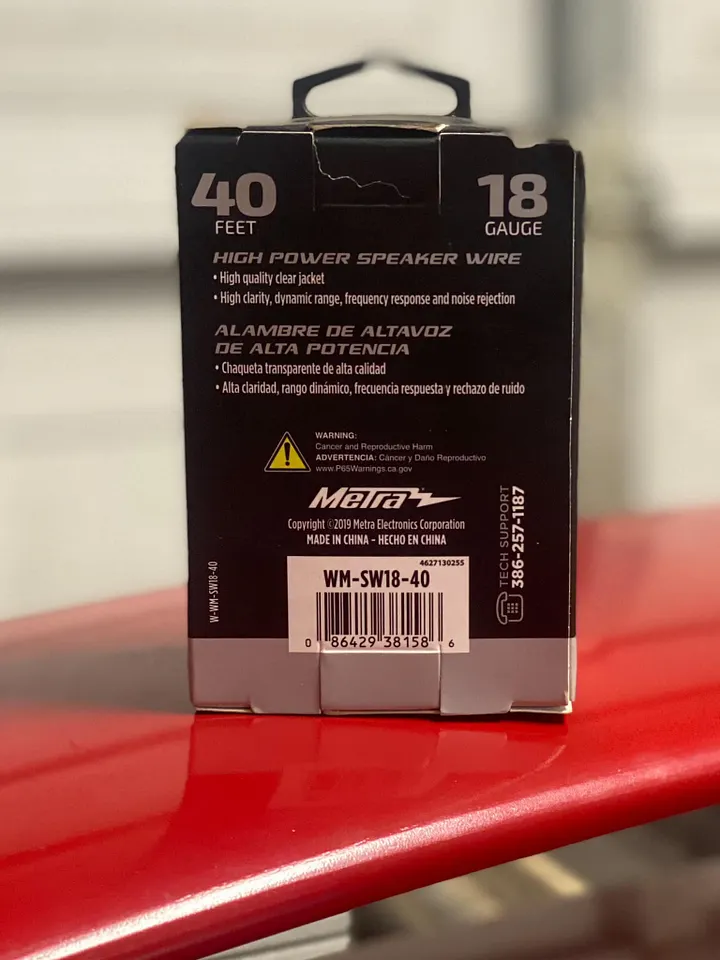 40
FEET
18
GAUGE
HIGH POWER SPEAKER WIRE
• High quality clear jacket
• High clarity, dynamic range, frequency response and noise rejection
ALAMBRE DE ALTAVOZ
DE ALTA POTENCIA
• Chaqueta transparente de alta calidad
• Alta claridad, rango dinámico, frecuencia respuesta y rechazo de ruido
WARNING:
Cancer and Reproductive Harm
ADVERTENCIA: Cáncer y Daño Reproductivo
www.P65Warnings.ca.gov
Metra
Copyright ©2019 Metra Electronics Corporation
MADE IN CHINA - HECHO EN CHINA
TECH SUPPORT
386-257-1187
W-WM-SW18-40
4627130255
WM-SW18-40
0 86429 38158 6